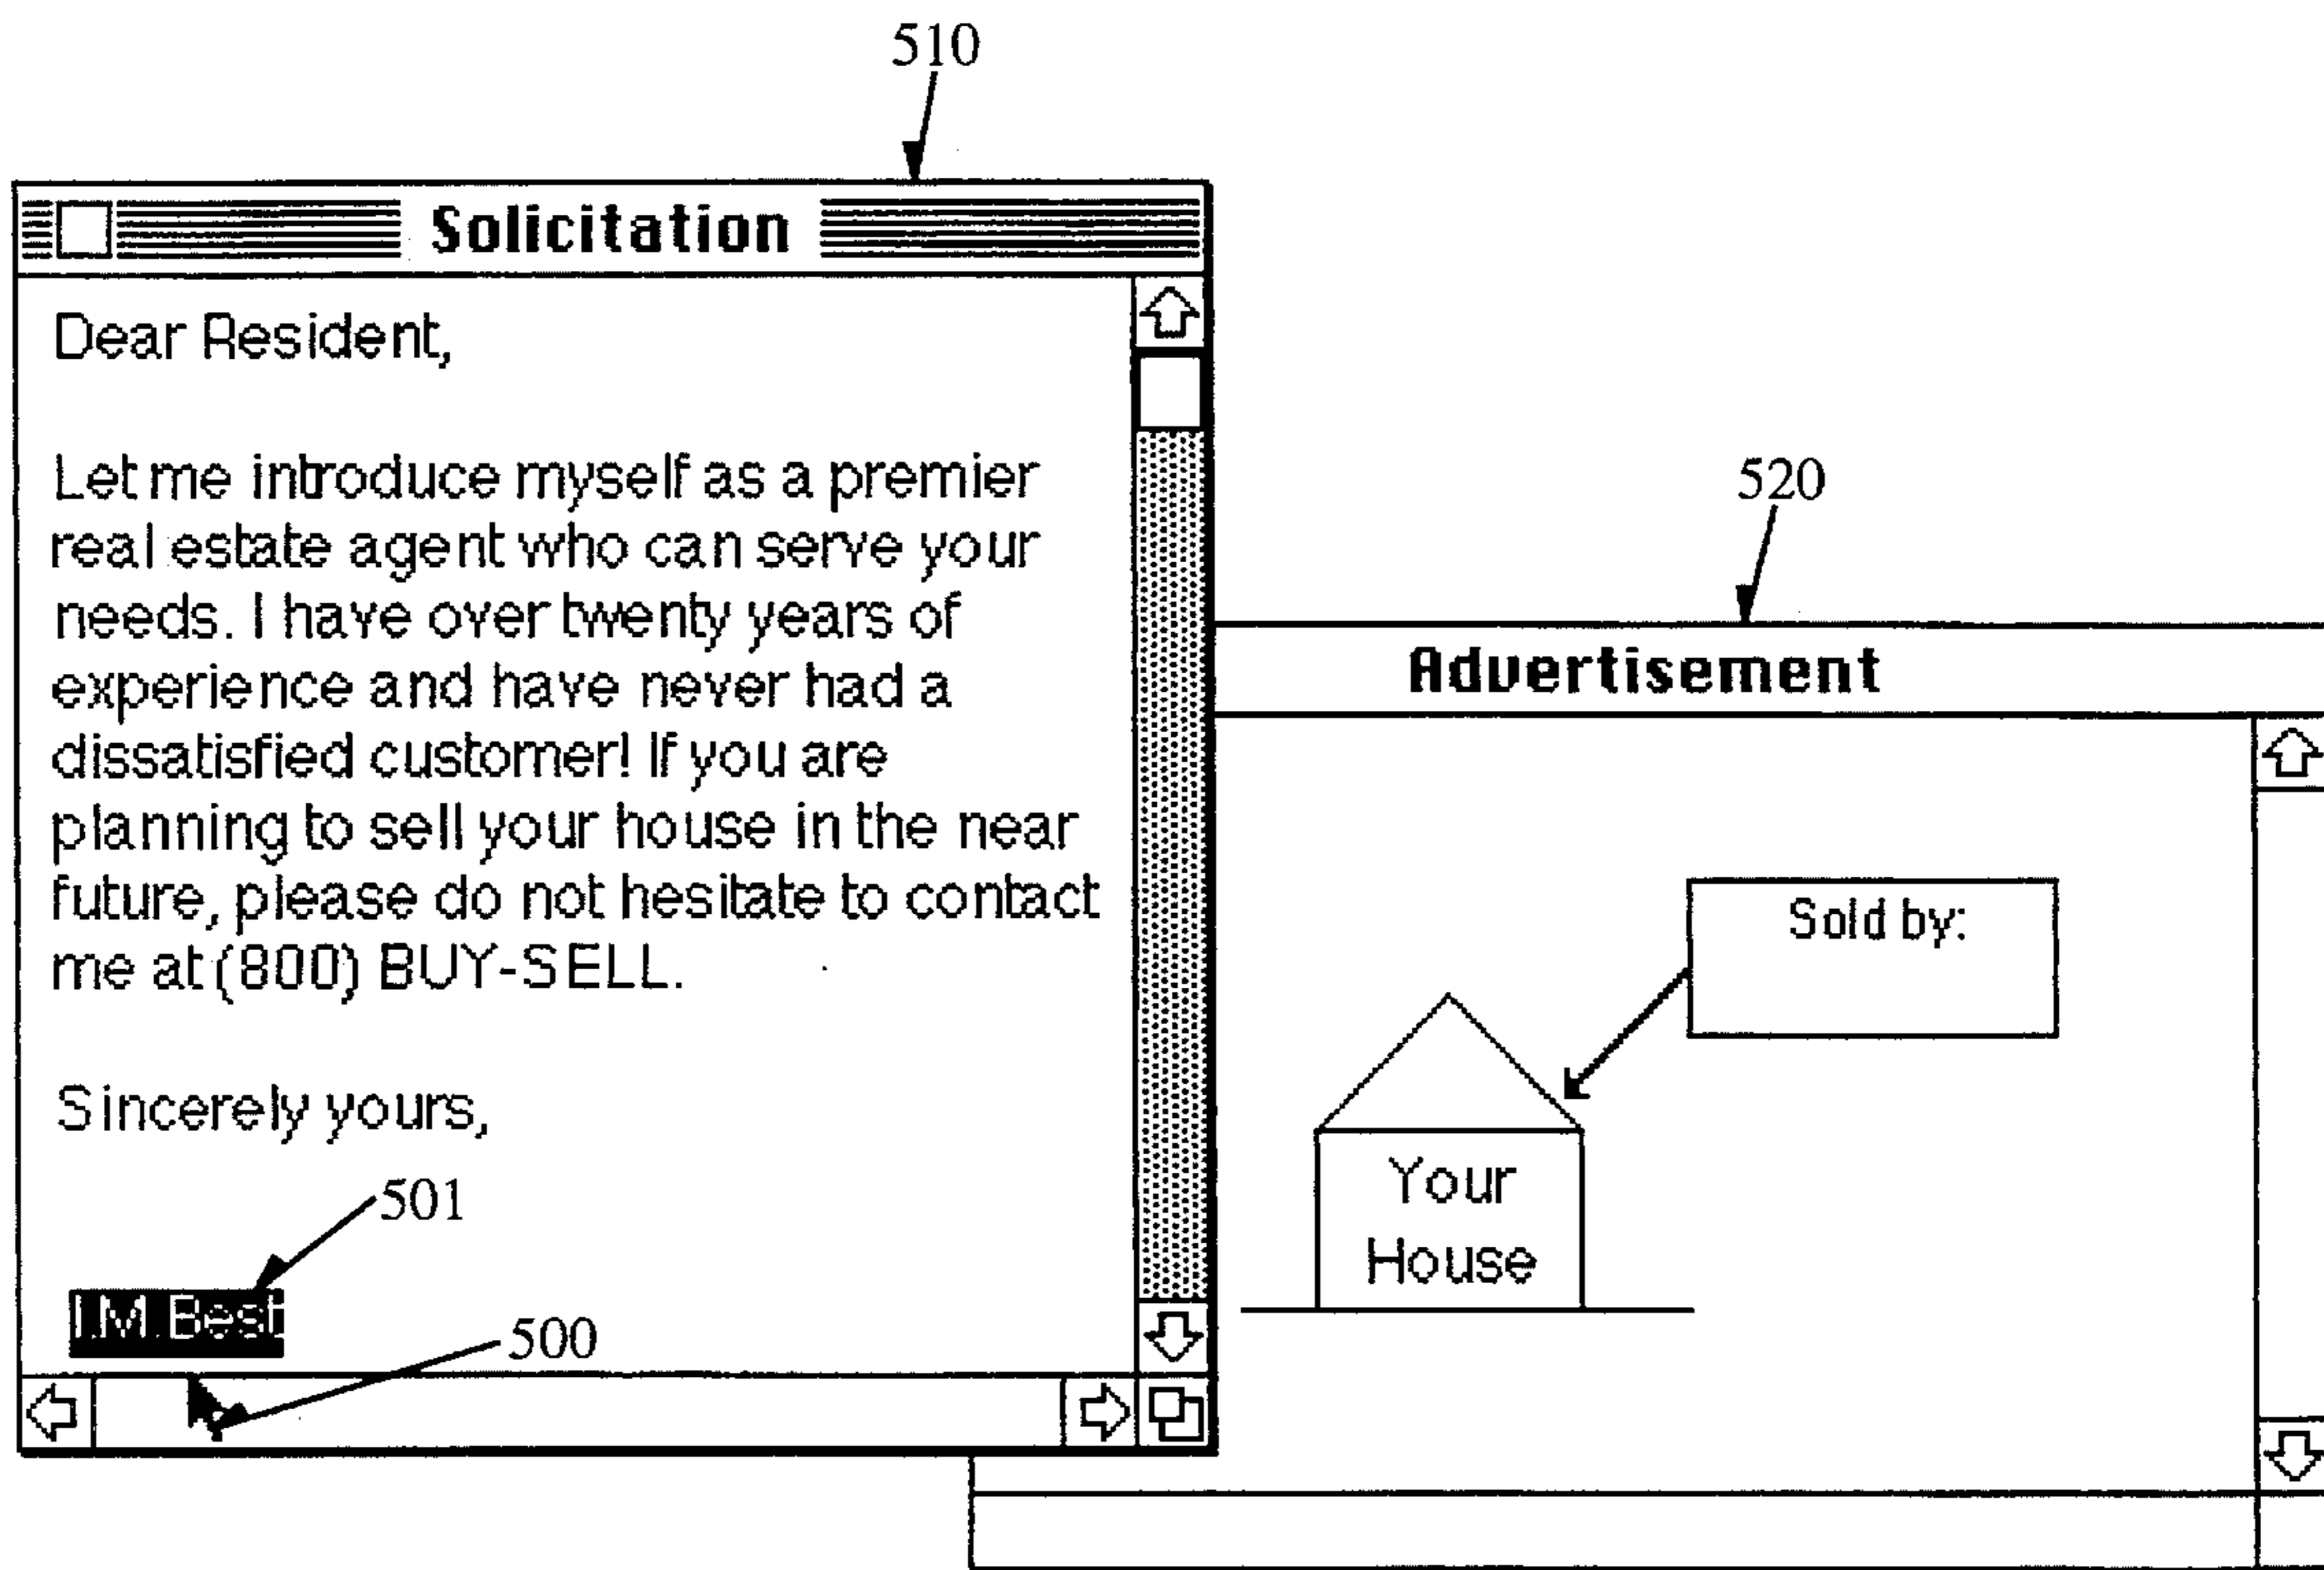 510
Solicitation
Dear Resident,
Let me introduce myself as a premier
real estate agent who can serve your
needs. I have over twenty years of
experience and have never had a
dissatisfied customer! If you are
planning to sell your house in the near
future, please do not hesitate to contact
me at (800) BUY-SELL.
Sincerely yours,
501
I.M. Best
500
520
Advertisement
Sold by:
Your
House